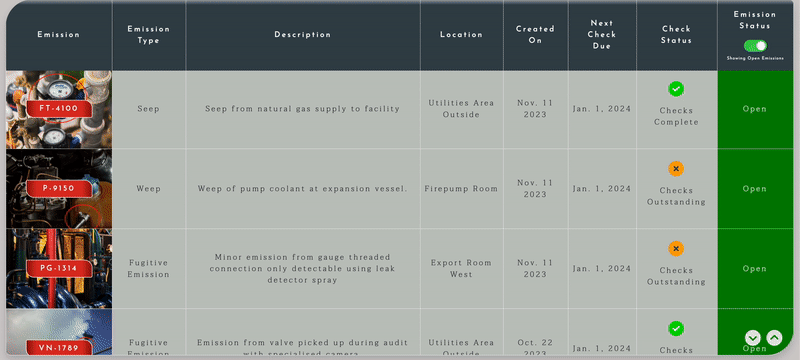 Emission
Emission
Type
Description
Location
Created
On
Next
Check
Due
Check
Status
Emission
Status
Showing Open Emissions
FT-4100
Seep
Seep from natural gas supply to facility
Utilities Area
Outside
Nov. 11
2023
Jan. 1, 2024
Checks
Complete
Open
P-9150
Weep
Weep of pump coolant at expansion vessel.
Firepump Room
Nov. 11
2023
Jan. 1, 2024
Checks
Outstanding
Open
PG-1314
Fugitive
Emission
Minor emission from gauge threaded
connection only detectable using leak
detector spray
Export Room
West
Nov. 11
2023
Jan. 1, 2024
Checks
Outstanding
Open
VN-1789
Fugitive
Emission
Emission from valve picked up during audit
with specialised camera
Utilities Area
Outside
Oct. 22
2023
Jan. 1, 2024
Checks
Open